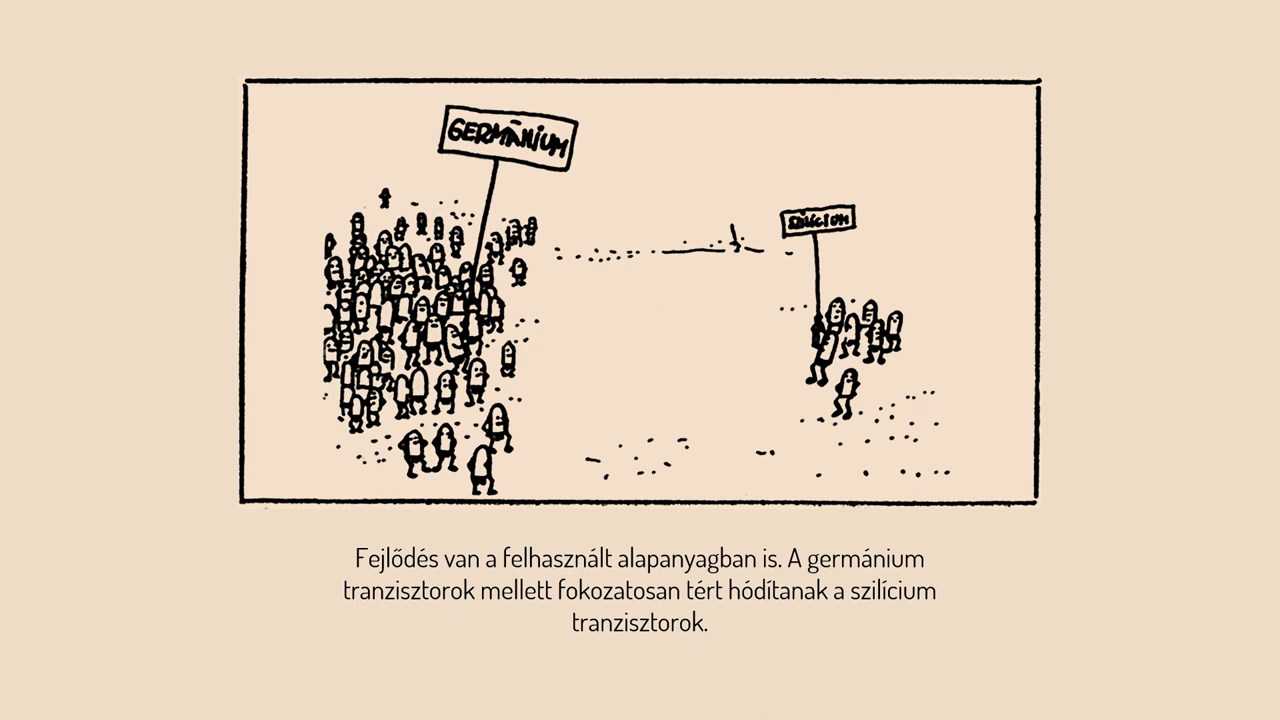 GERMÁNIUM
SZILÍCIUM
Fejlődés van a felhasznált alapanyagban is. A germánium
tranzisztorok mellett fokozatosan tért hódítanak a szilícium
tranzisztorok.